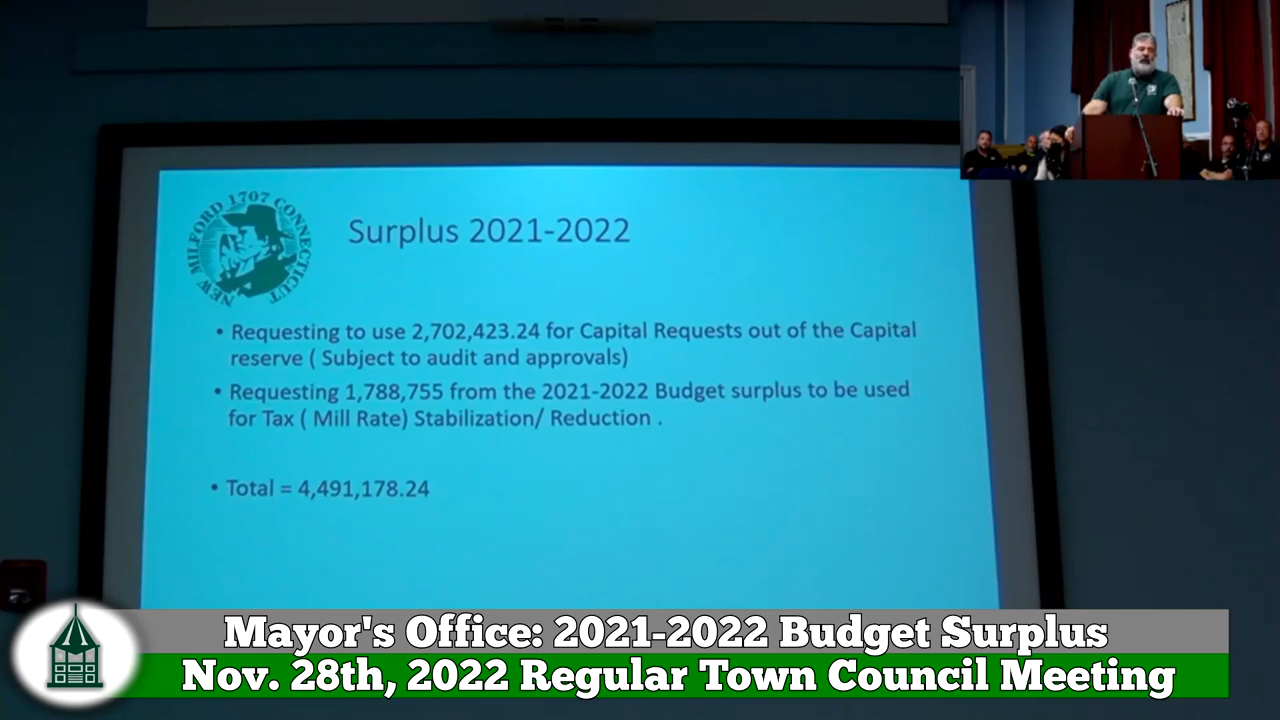 NEW MILFORD 1707 CONNECTICUT
Surplus 2021-2022
• Requesting to use 2,702,423.24 for Capital Requests out of the Capital
reserve ( Subject to audit and approvals)
• Requesting 1,788,755 from the 2021-2022 Budget surplus to be used
for Tax ( Mill Rate) Stabilization/ Reduction .
• Total = 4,491,178.24
Mayor's Office: 2021-2022 Budget Surplus
Nov. 28th, 2022 Regular Town Council Meeting